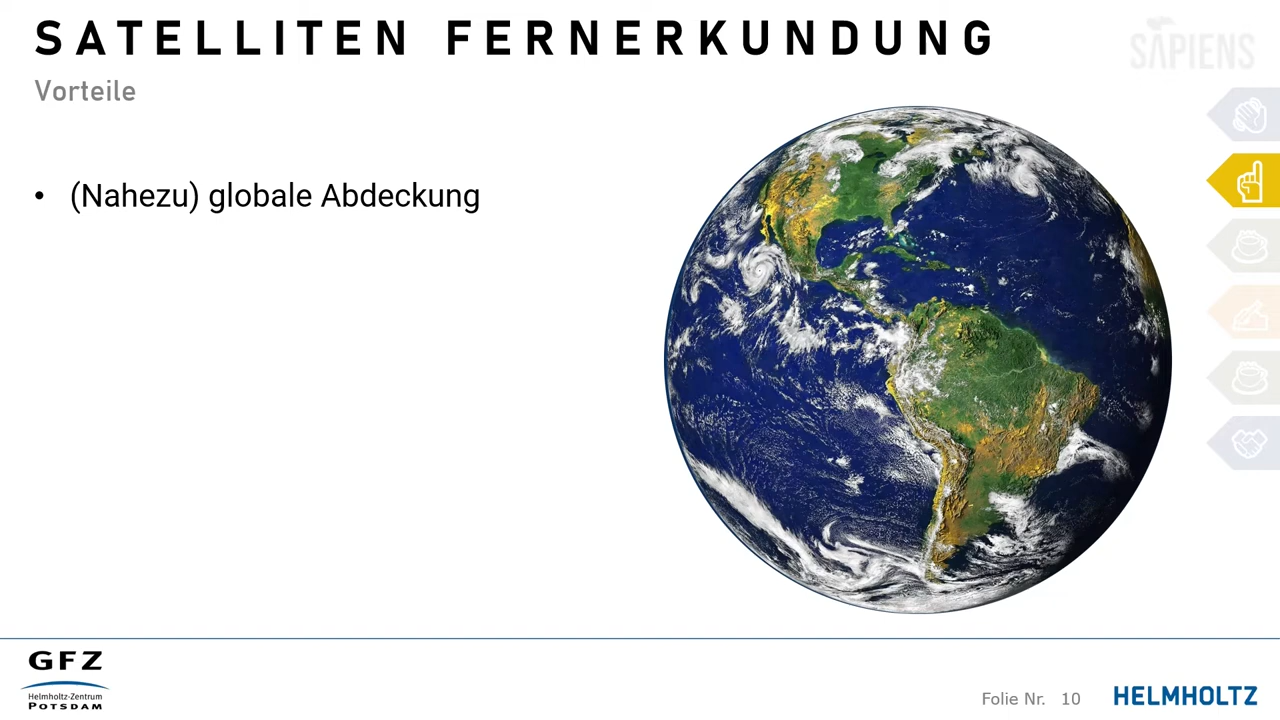 SATELLITEN FERNERKUNDUNG
SAPIENS
Vorteile
• (Nahezu) globale Abdeckung
GFZ
Helmholtz-Zentrum
POTSDAM
Folie Nr. 10
HELMHOLTZ